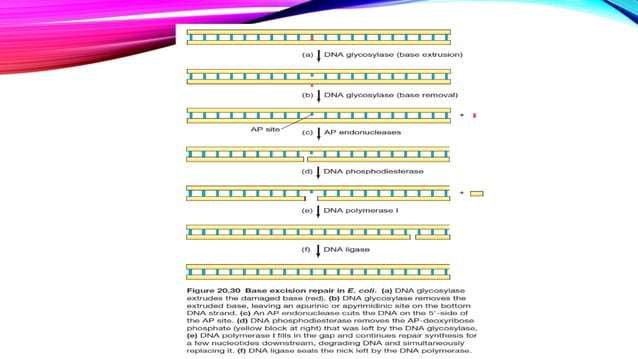 (a) DNA glycosylase (base extrusion)
(b) DNA glycosylase (base removal)
+
AP site
(c) AP endonucleases
(d) DNA phosphodiesterase
+
(e) DNA polymerase I
(f) DNA ligase
Figure 20.30 Base excision repair in E. coli. (a) DNA glycosylase
extrudes the damaged base (red). (b) DNA glycosylase removes the
extruded base, leaving an apurinic or apyrimidinic site on the bottom
DNA strand. (c) An AP endonuclease cuts the DNA on the 5′-side of
the AP site. (d) DNA phosphodiesterase removes the AP-deoxyribose
phosphate (yellow block at right) that was left by the DNA glycosylase,
(e) DNA polymerase I fills in the gap and continues repair synthesis for
a few nucleotides downstream, degrading DNA and simultaneously
replacing it. (f) DNA ligase seals the nick left by the DNA polymerase.